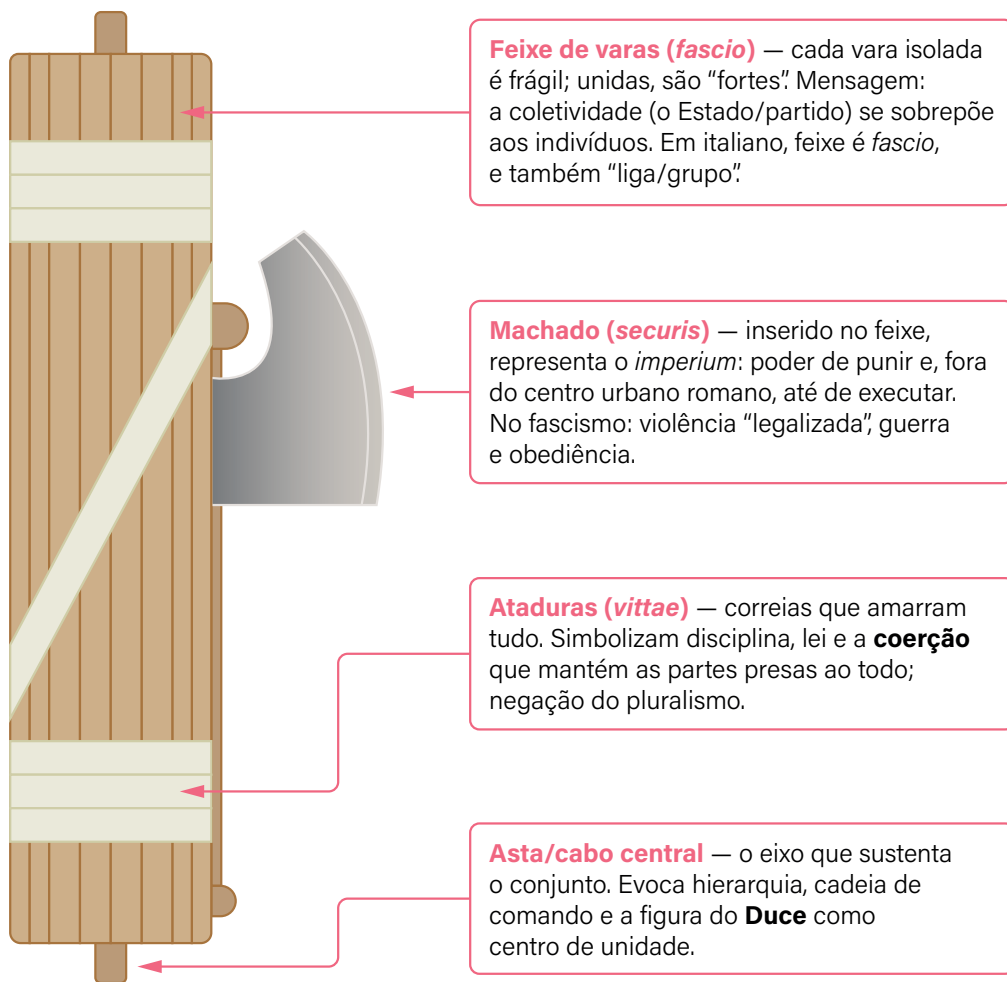 Feixe de varas (fascio) — cada vara isolada
é frágil; unidas, são “fortes”. Mensagem:
a coletividade (o Estado/partido) se sobrepõe
aos indivíduos. Em italiano, feixe é fascio,
e também “liga/grupo”.
Machado (securis) — inserido no feixe,
representa o imperium: poder de punir e, fora
do centro urbano romano, até de executar.
No fascismo: violência “legalizada”, guerra
e obediência.
Ataduras (vittae) — correias que amarram
tudo. Simbolizam disciplina, lei e a coerção
que mantém as partes presas ao todo;
negação do pluralismo.
Asta/cabo central — o eixo que sustenta
o conjunto. Evoca hierarquia, cadeia de
comando e a figura do Duce como
centro de unidade.